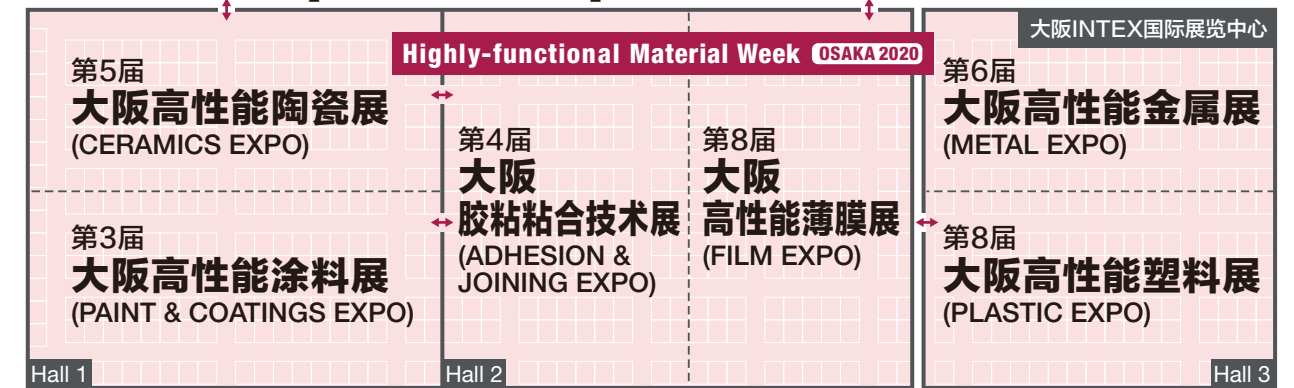 大阪INTEX国际展览中心
Highly-functional Material Week OSAKA 2020
第5届
大阪高性能陶瓷展
(CERAMICS EXPO)
第3届
大阪高性能涂料展
(PAINT & COATINGS EXPO)
Hall 1
第4届
大阪
胶粘粘合技术展
(ADHESION &
JOINING EXPO)
第8届
大阪
高性能薄膜展
(FILM EXPO)
Hall 2
第6届
大阪高性能金属展
(METAL EXPO)
第8届
大阪高性能塑料展
(PLASTIC EXPO)
Hall 3